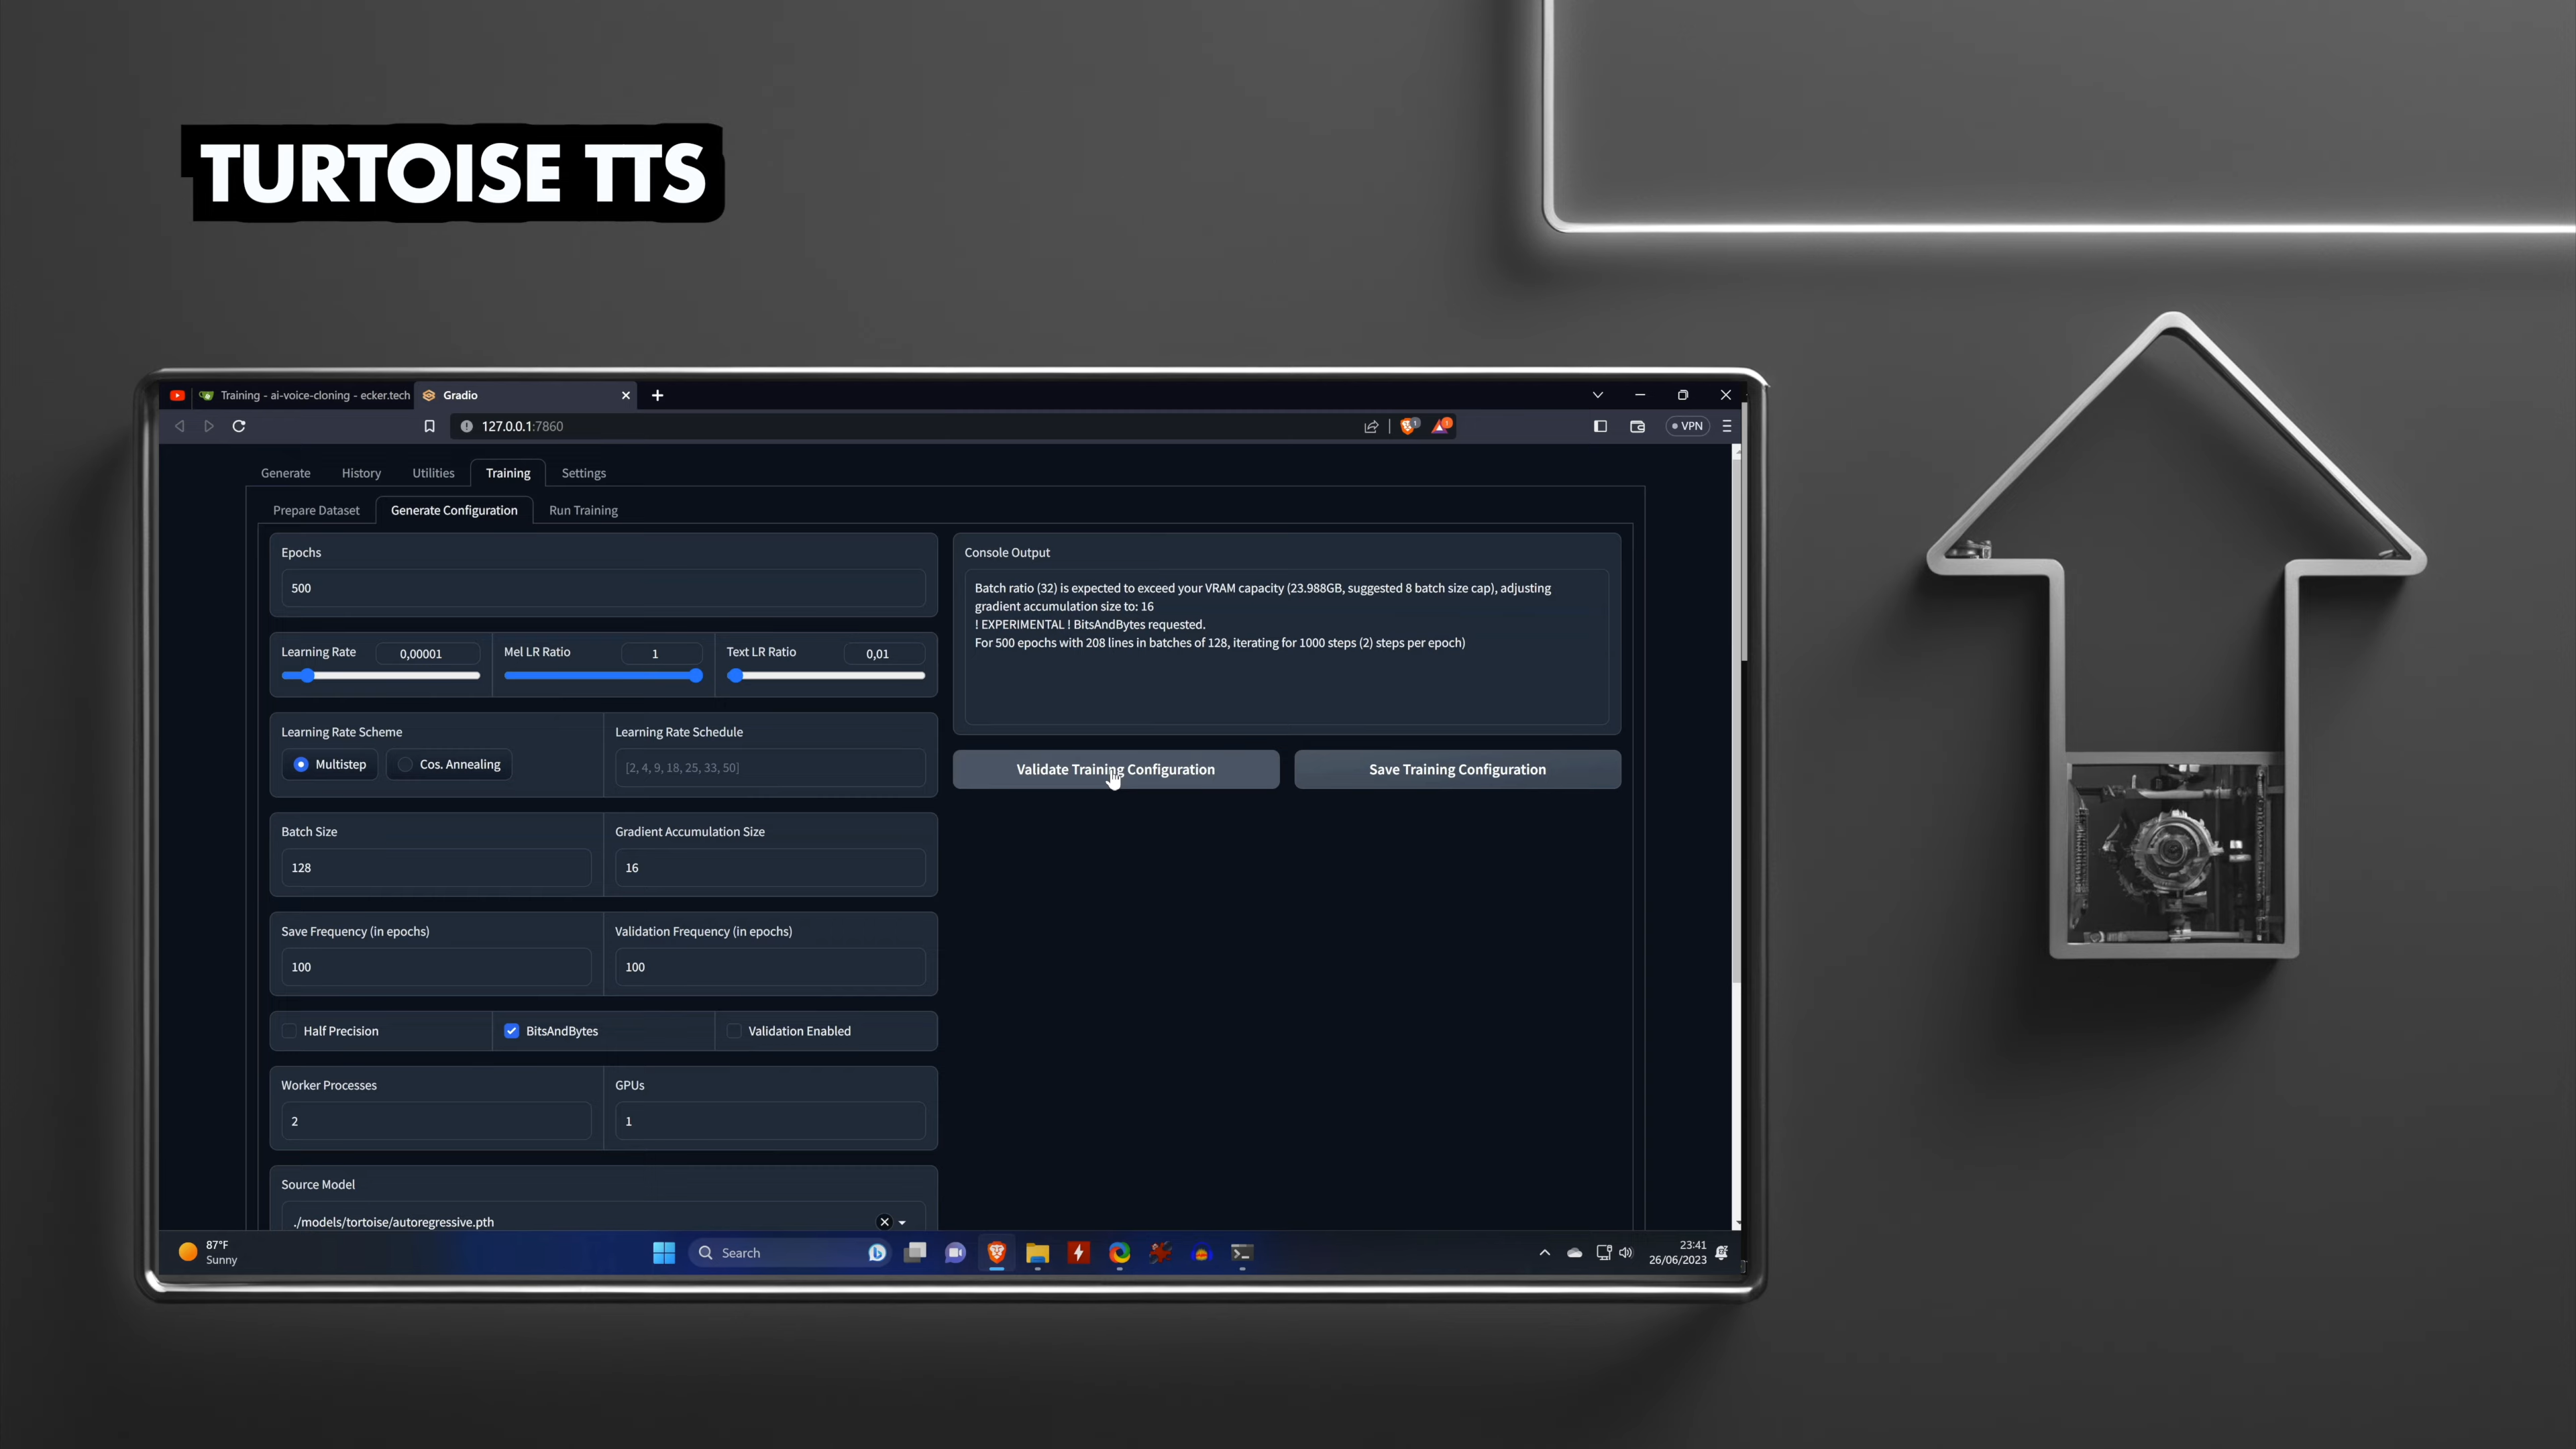 TURTOISE TTS
Training - ai-voice-cloning - ecker.tech
Gradio
127.0.0.1:7860
VPN
Generate
History
Utilities
Training
Settings
Prepare Dataset
Generate Configuration
Run Training
Epochs
500
Learning Rate
0,00001
Mel LR Ratio
1
Text LR Ratio
0,01
Learning Rate Scheme
Multistep
Cos. Annealing
Learning Rate Schedule
[2, 4, 9, 18, 25, 33, 50]
Batch Size
128
Gradient Accumulation Size
16
Save Frequency (in epochs)
100
Validation Frequency (in epochs)
100
Half Precision
BitsAndBytes
Validation Enabled
Worker Processes
2
GPUs
1
Source Model
./models/tortoise/autoregressive.pth
Console Output
Batch ratio (32) is expected to exceed your VRAM capacity (23.988GB, suggested 8 batch size cap), adjusting
gradient accumulation size to: 16
! EXPERIMENTAL ! BitsAndBytes requested.
For 500 epochs with 208 lines in batches of 128, iterating for 1000 steps (2) steps per epoch)
Validate Training Configuration
Save Training Configuration
87°F
Sunny
Search
23:41
26/06/2023